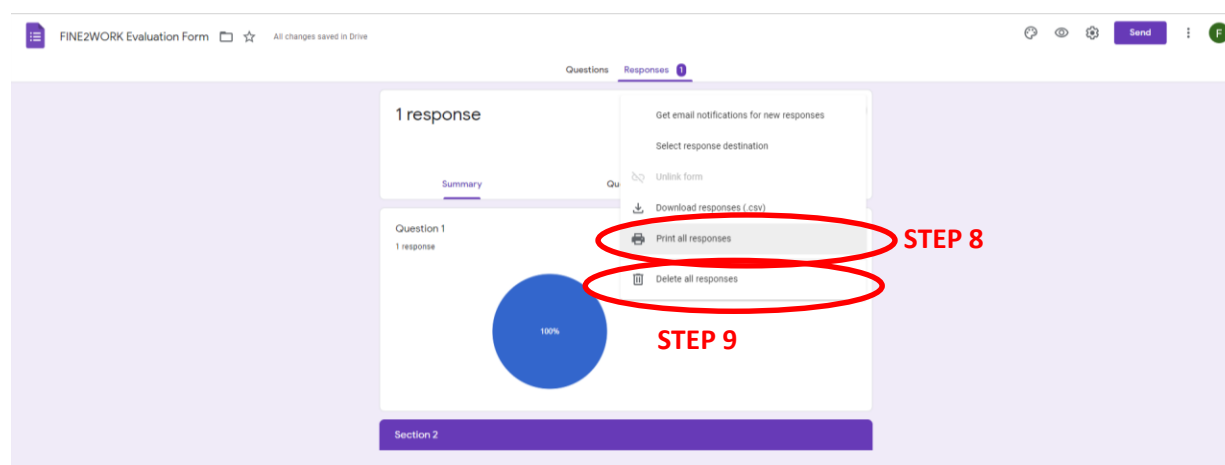 FINE2WORK Evaluation Form
All changes saved in Drive
Send
F
Questions
Responses 1
1 response
Get email notifications for new responses
Select response destination
Summary
Qu
Unlink form
Download responses (.csv)
Question 1
1 response
Print all responses
STEP 8
Delete all responses
100%
STEP 9
Section 2